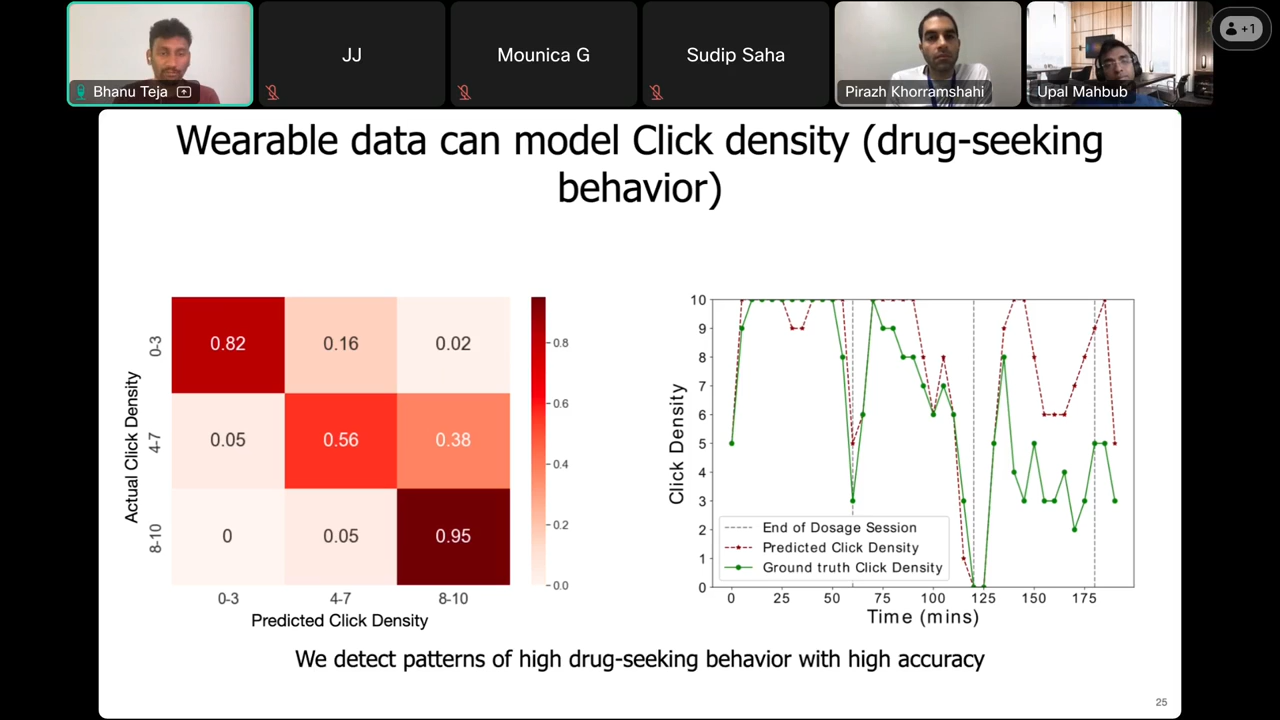 JJ
Mounica G
Sudip Saha
+1
Bhanu Teja
Pirazh Khorramshahi
Upal Mahbub
Wearable data can model Click density (drug-seeking
behavior)
Actual Click Density
0-3
4-7
8-10
0.82 0.16 0.02
0.05 0.56 0.38
0 0.05 0.95
0-3 4-7 8-10
Predicted Click Density
0.8
0.6
0.4
0.2
0.0
Click Density
10
9
8
7
6
5
4
3
2
1
0
End of Dosage Session
Predicted Click Density
Ground truth Click Density
0 25 50 75 100 125 150 175
Time (mins)
We detect patterns of high drug-seeking behavior with high accuracy
25